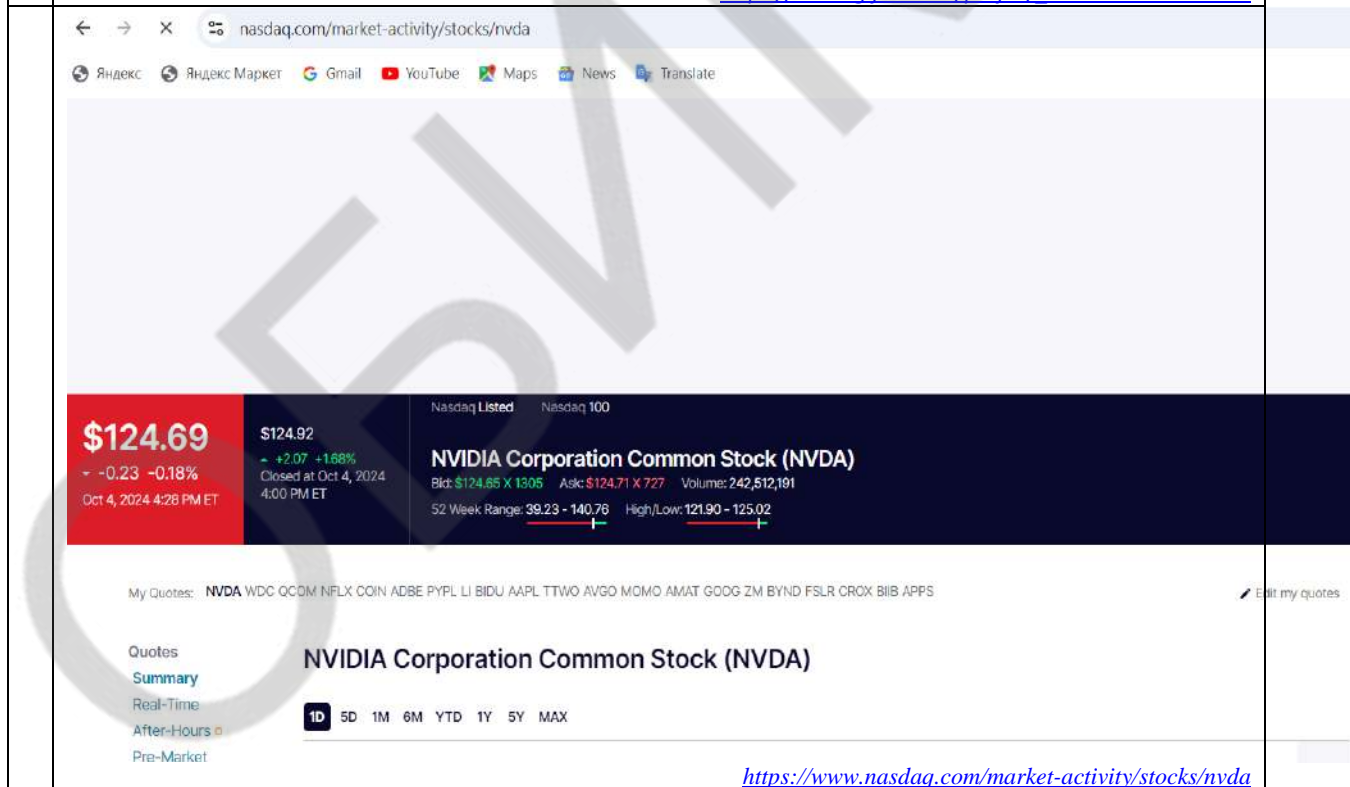 nasdaq.com/market-activity/stocks/nvda
Яндекс Яндекс Маркет Gmail YouTube Maps News Translate
Nasdaq Listed Nasdaq 100
$124.69
-0.23 -0.18%
Oct 4, 2024 4:28 PM ET
$124.92
+2.07 +1.68%
Closed at Oct 4, 2024
4:00 PM ET
NVIDIA Corporation Common Stock (NVDA)
Bid: $124.65 X 1305 Ask: $124.71 X 727 Volume: 242,512,191
52 Week Range: 39.23 - 140.76 High/Low: 121.90 - 125.02
My Quotes: NVDA WDC QCOM NFLX COIN ADBE PYPL LI BIDU AAPL TTWO AVGO MOMO AMAT GOOG ZM BYND FSLR CROX BIIB APPS
Edit my quotes
Quotes
Summary
Real-Time
After-Hours
Pre-Market
NVIDIA Corporation Common Stock (NVDA)
1D 5D 1M 6M YTD 1Y 5Y MAX
https://www.nasdaq.com/market-activity/stocks/nvda